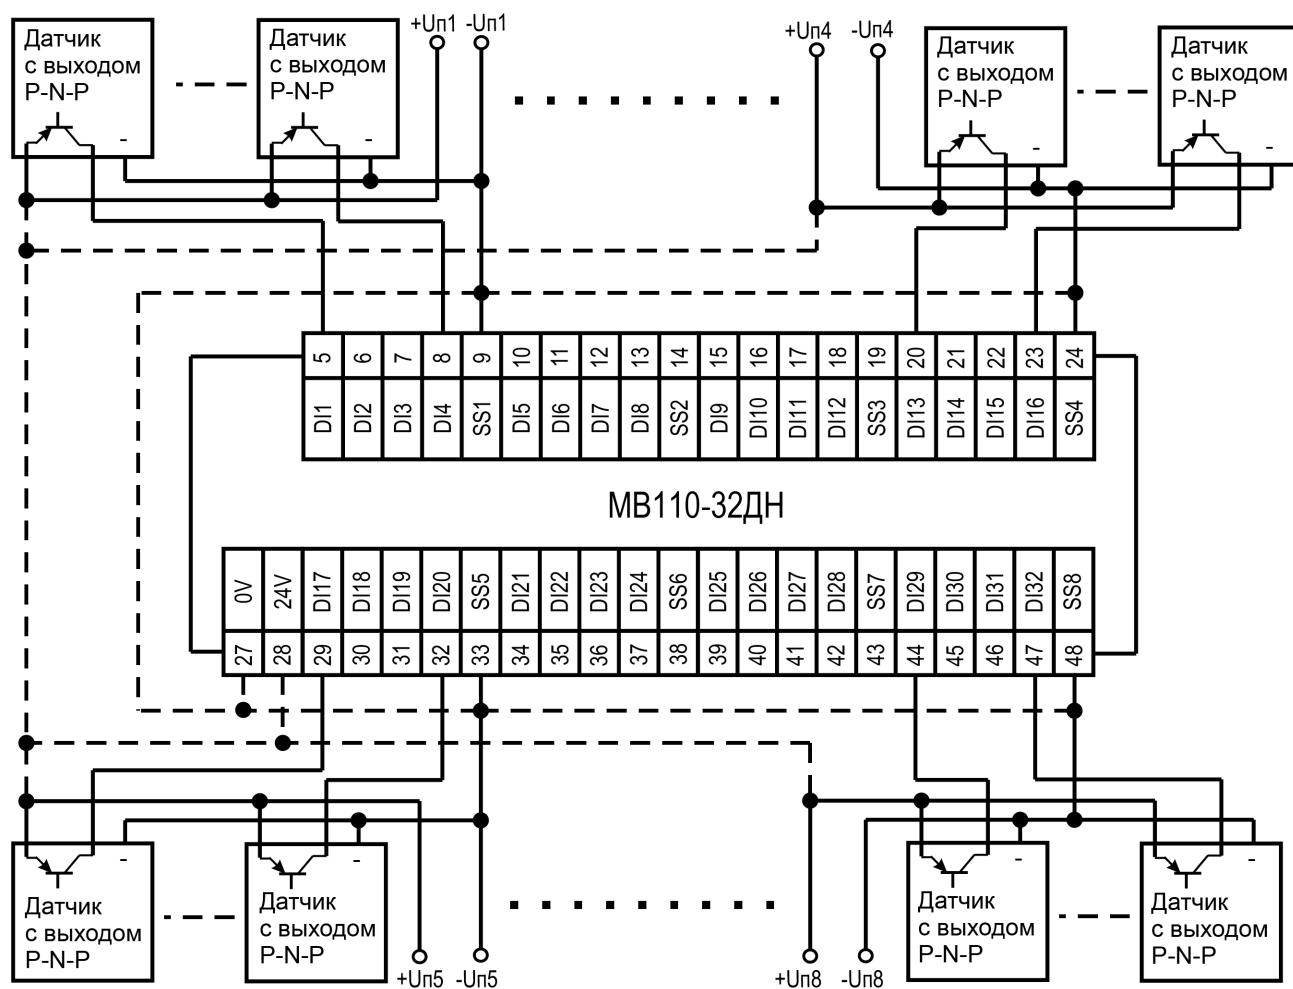 +Uп1 -Uп1
+Uп4 -Uп4
Датчик
с выходом
P-N-P
-
Датчик
с выходом
P-N-P
-
Датчик
с выходом
P-N-P
-
Датчик
с выходом
P-N-P
-
5 6 7 8 9 10 11 12 13 14 15 16 17 18 19 20 21 22 23 24
DI1 DI2 DI3 DI4 SS1 DI5 DI6 DI7 DI8 SS2 DI9 DI10 DI11 DI12 SS3 DI13 DI14 DI15 DI16 SS4
МВ110-32ДН
0V 24V DI17 DI18 DI19 DI20 SS5 DI21 DI22 DI23 DI24 SS6 DI25 DI26 DI27 DI28 SS7 DI29 DI30 DI31 DI32 SS8
27 28 29 30 31 32 33 34 35 36 37 38 39 40 41 42 43 44 45 46 47 48
-
Датчик
с выходом
P-N-P
-
Датчик
с выходом
P-N-P
-
Датчик
с выходом
P-N-P
-
Датчик
с выходом
P-N-P
+Uп5 -Uп5
+Uп8 -Uп8